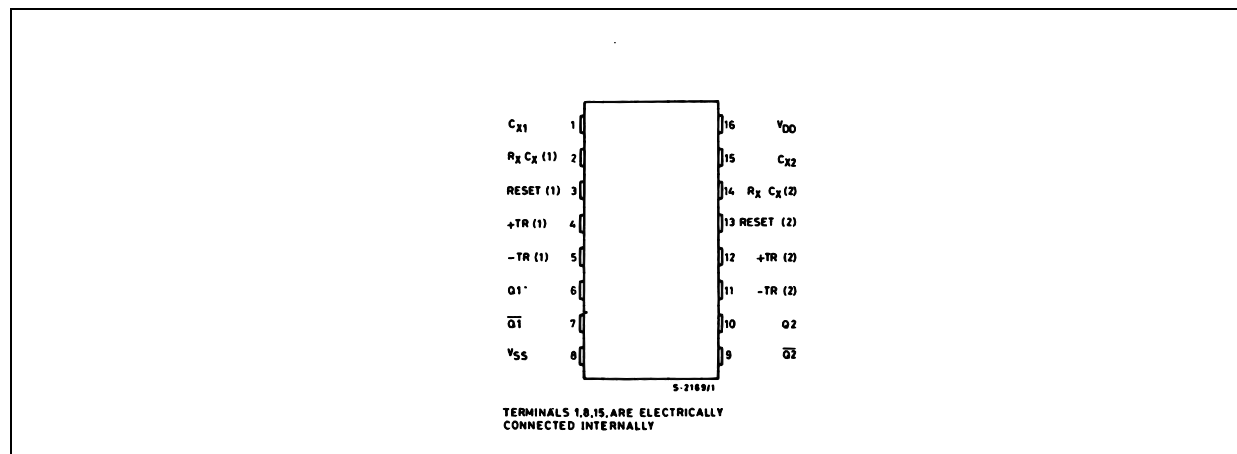 CX1 1 16 VDD
RX CX (1) 2 15 CX2
RESET (1) 3 14 RX CX (2)
+TR (1) 4 13 RESET (2)
-TR (1) 5 12 +TR (2)
Q1 6 11 -TR (2)
Q1 7 10 Q2
VSS 8 9 Q2
S-2169/1
TERMINALS 1,8,15, ARE ELECTRICALLY
CONNECTED INTERNALLY